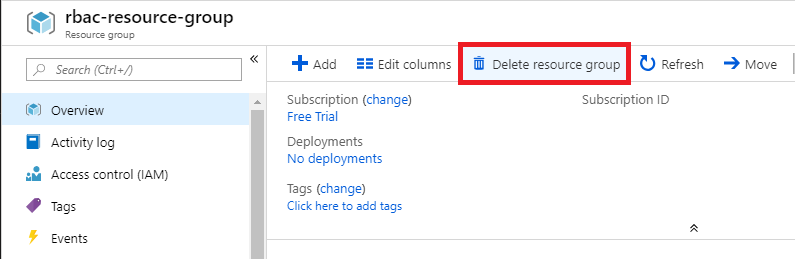 rbac-resource-group
Resource group
Search (Ctrl+/)
Overview
Activity log
Access control (IAM)
Tags
Events
Add Edit columns Delete resource group Refresh Move
Subscription (change) Subscription ID
Free Trial
Deployments
No deployments
Tags (change)
Click here to add tags